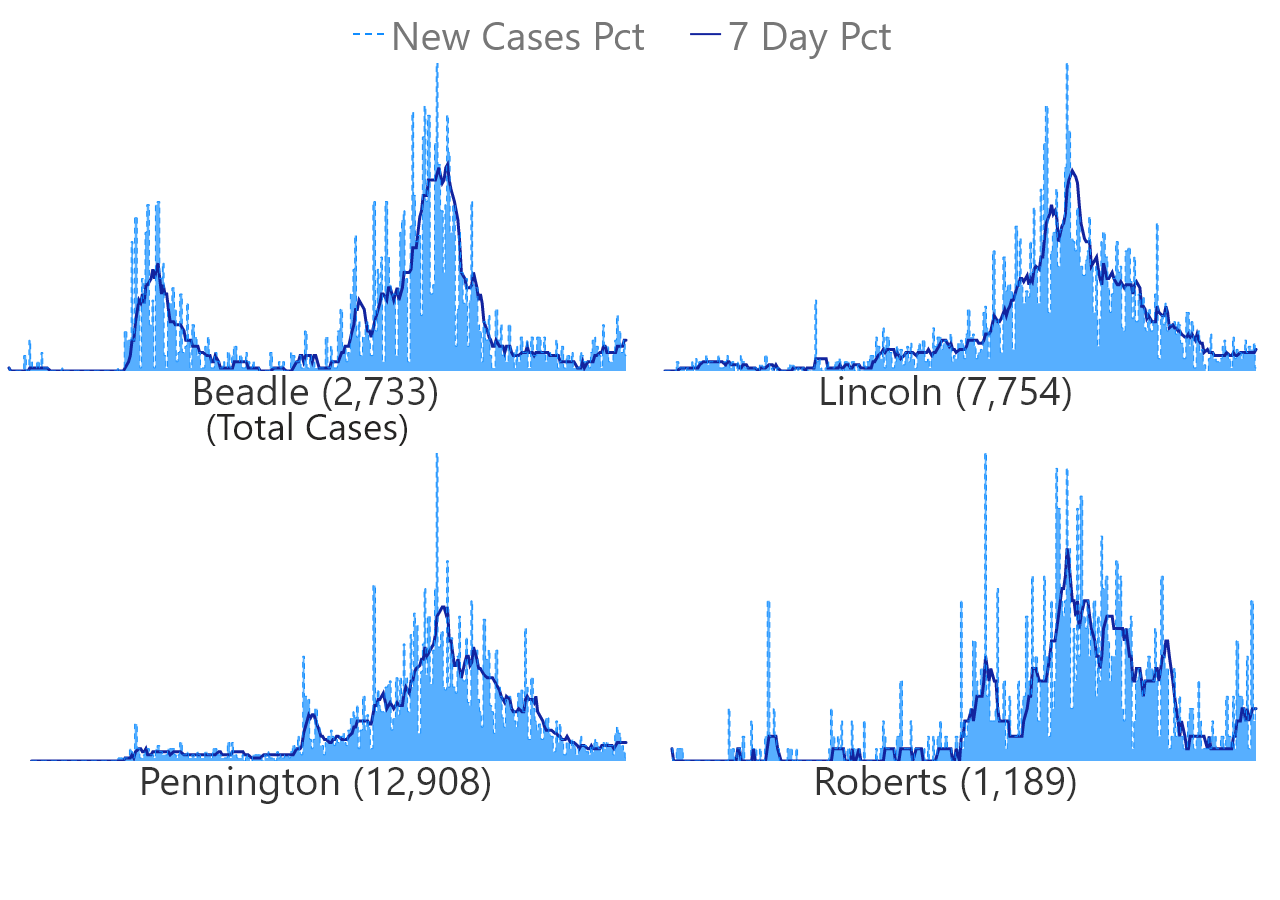 New Cases Pct 7 Day Pct
Beadle (2,733)
(Total Cases)
Lincoln (7,754)
Pennington (12,908)
Roberts (1,189)